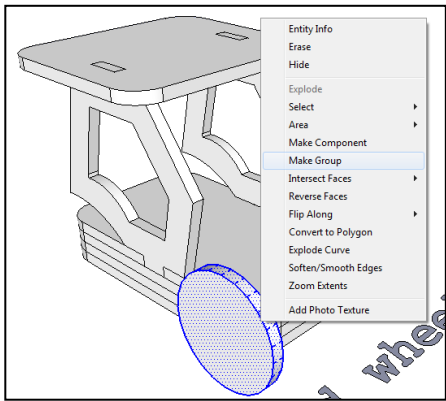 Entity Info
Erase
Hide
Explode
Select
Area
Make Component
Make Group
Intersect Faces
Reverse Faces
Flip Along
Convert to Polygon
Explode Curve
Soften/Smooth Edges
Zoom Extents
Add Photo Texture